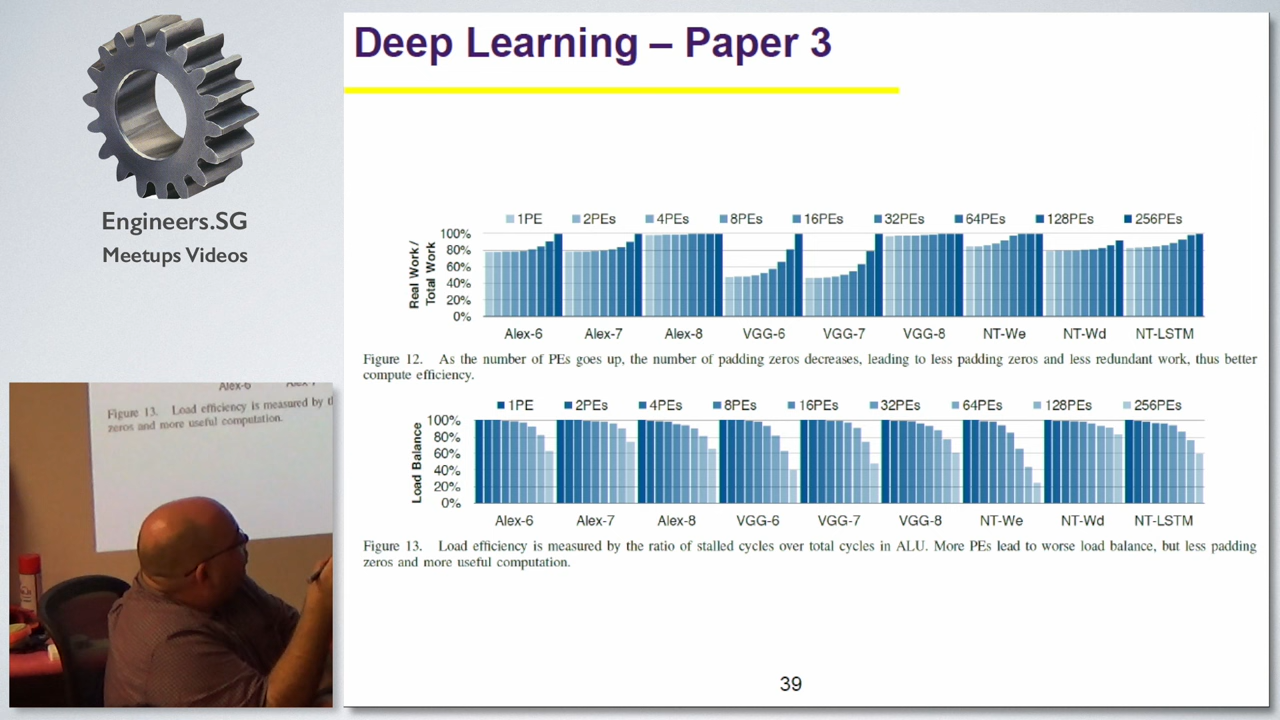 Deep Learning – Paper 3
Engineers.SG
Meetups Videos
1PE 2PEs 4PEs 8PEs 16PEs 32PEs 64PEs 128PEs 256PEs
Real Work /
Total Work
100%
80%
60%
40%
20%
0%
Alex-6 Alex-7 Alex-8 VGG-6 VGG-7 VGG-8 NT-We NT-Wd NT-LSTM
Figure 12. As the number of PEs goes up, the number of padding zeros decreases, leading to less padding zeros and less redundant work, thus better
compute efficiency.
1PE 2PEs 4PEs 8PEs 16PEs 32PEs 64PEs 128PEs 256PEs
Load Balance
100%
80%
60%
40%
20%
0%
Alex-6 Alex-7 Alex-8 VGG-6 VGG-7 VGG-8 NT-We NT-Wd NT-LSTM
Figure 13. Load efficiency is measured by the ratio of stalled cycles over total cycles in ALU. More PEs lead to worse load balance, but less padding
zeros and more useful computation.
39
Alex-6
Figure 13. Load efficiency is measured by
zeros and more useful computation.